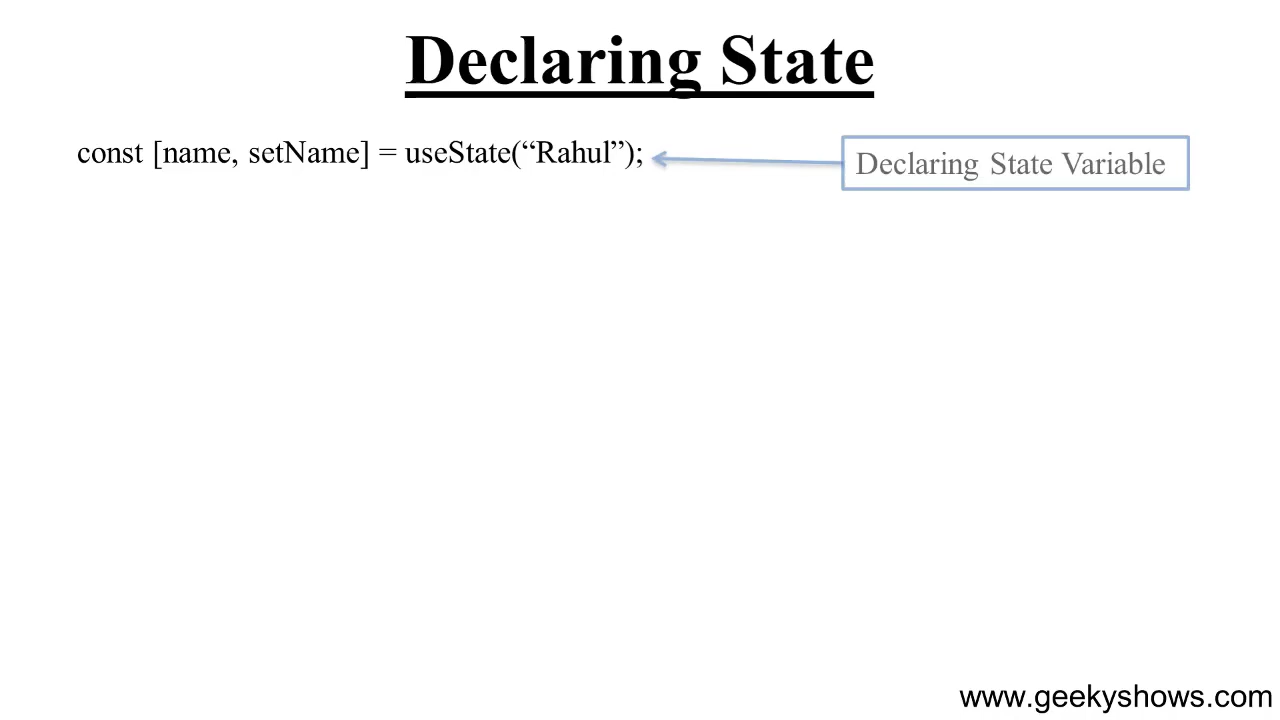 Declaring State
const [name, setName] = useState(“Rahul”);
Declaring State Variable
www.geekyshows.com